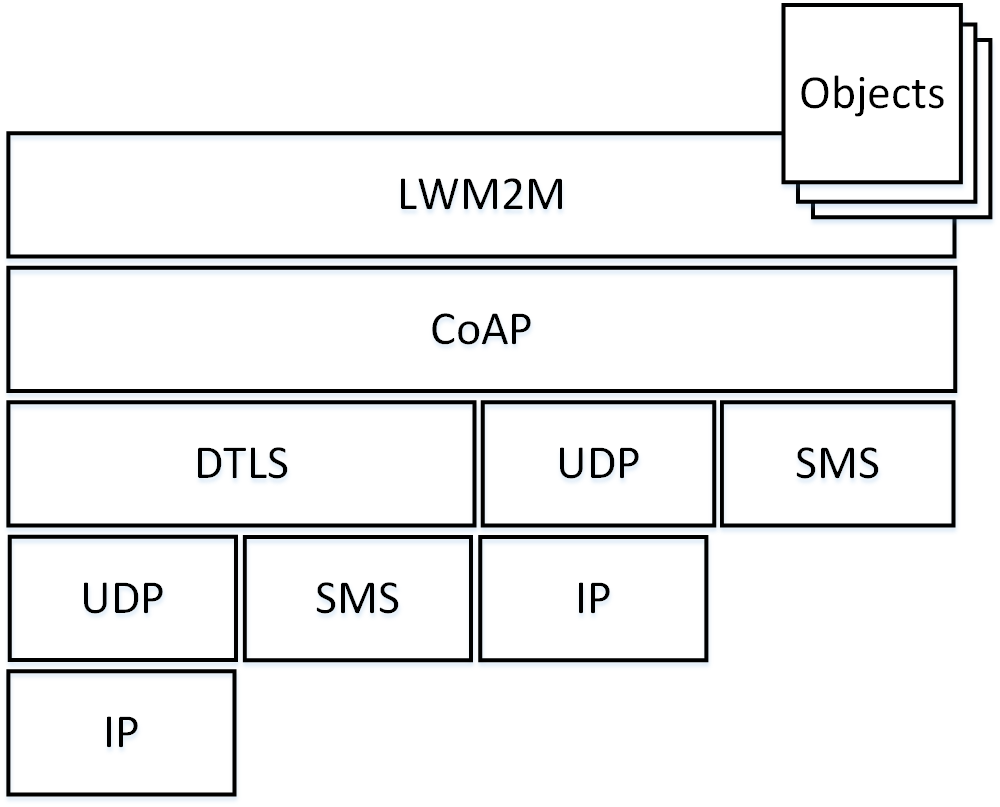 Objects
LWM2M
CoAP
DTLS
UDP
SMS
UDP
SMS
IP
IP